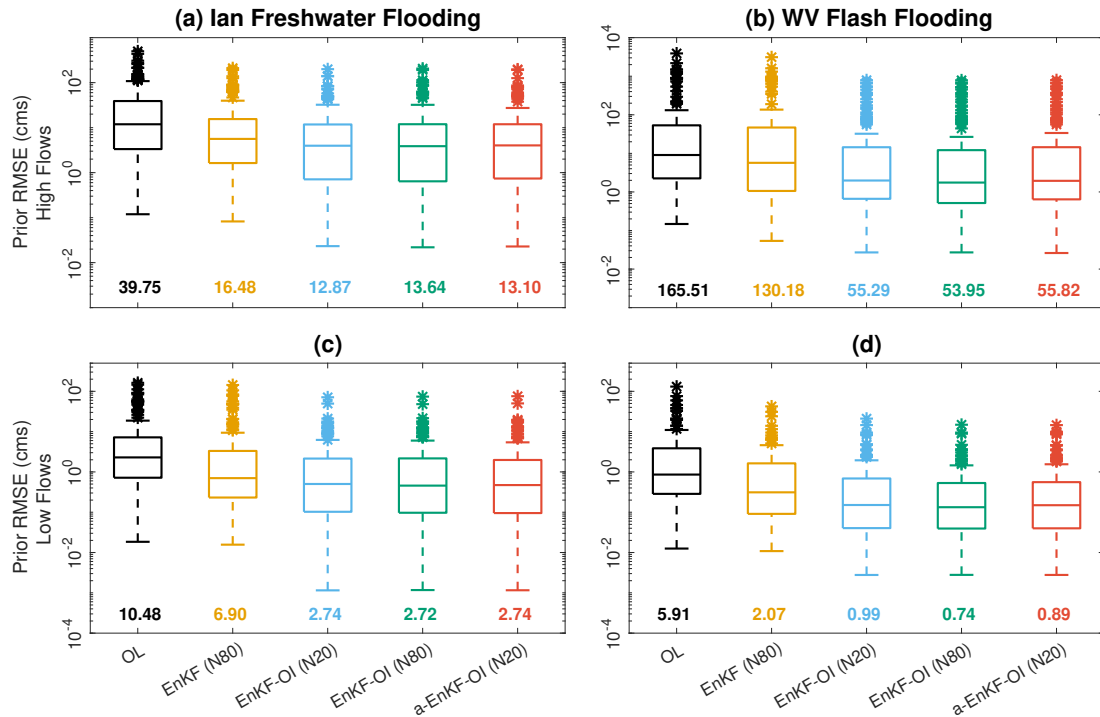 (a) Ian Freshwater Flooding
(b) WV Flash Flooding
Prior RMSE (cms)
High Flows
10^2
10^0
10^-2
39.75 16.48 12.87 13.64 13.10
10^4
10^2
10^0
10^-2
165.51 130.18 55.29 53.95 55.82
(c)
(d)
Prior RMSE (cms)
Low Flows
10^2
10^0
10^-2
10^-4
10.48 6.90 2.74 2.72 2.74
10^2
10^0
10^-2
10^-4
5.91 2.07 0.99 0.74 0.89
OL
EnKF (N80)
EnKF-OI (N20)
EnKF-OI (N80)
a-EnKF-OI (N20)
OL
EnKF (N80)
EnKF-OI (N20)
EnKF-OI (N80)
a-EnKF-OI (N20)